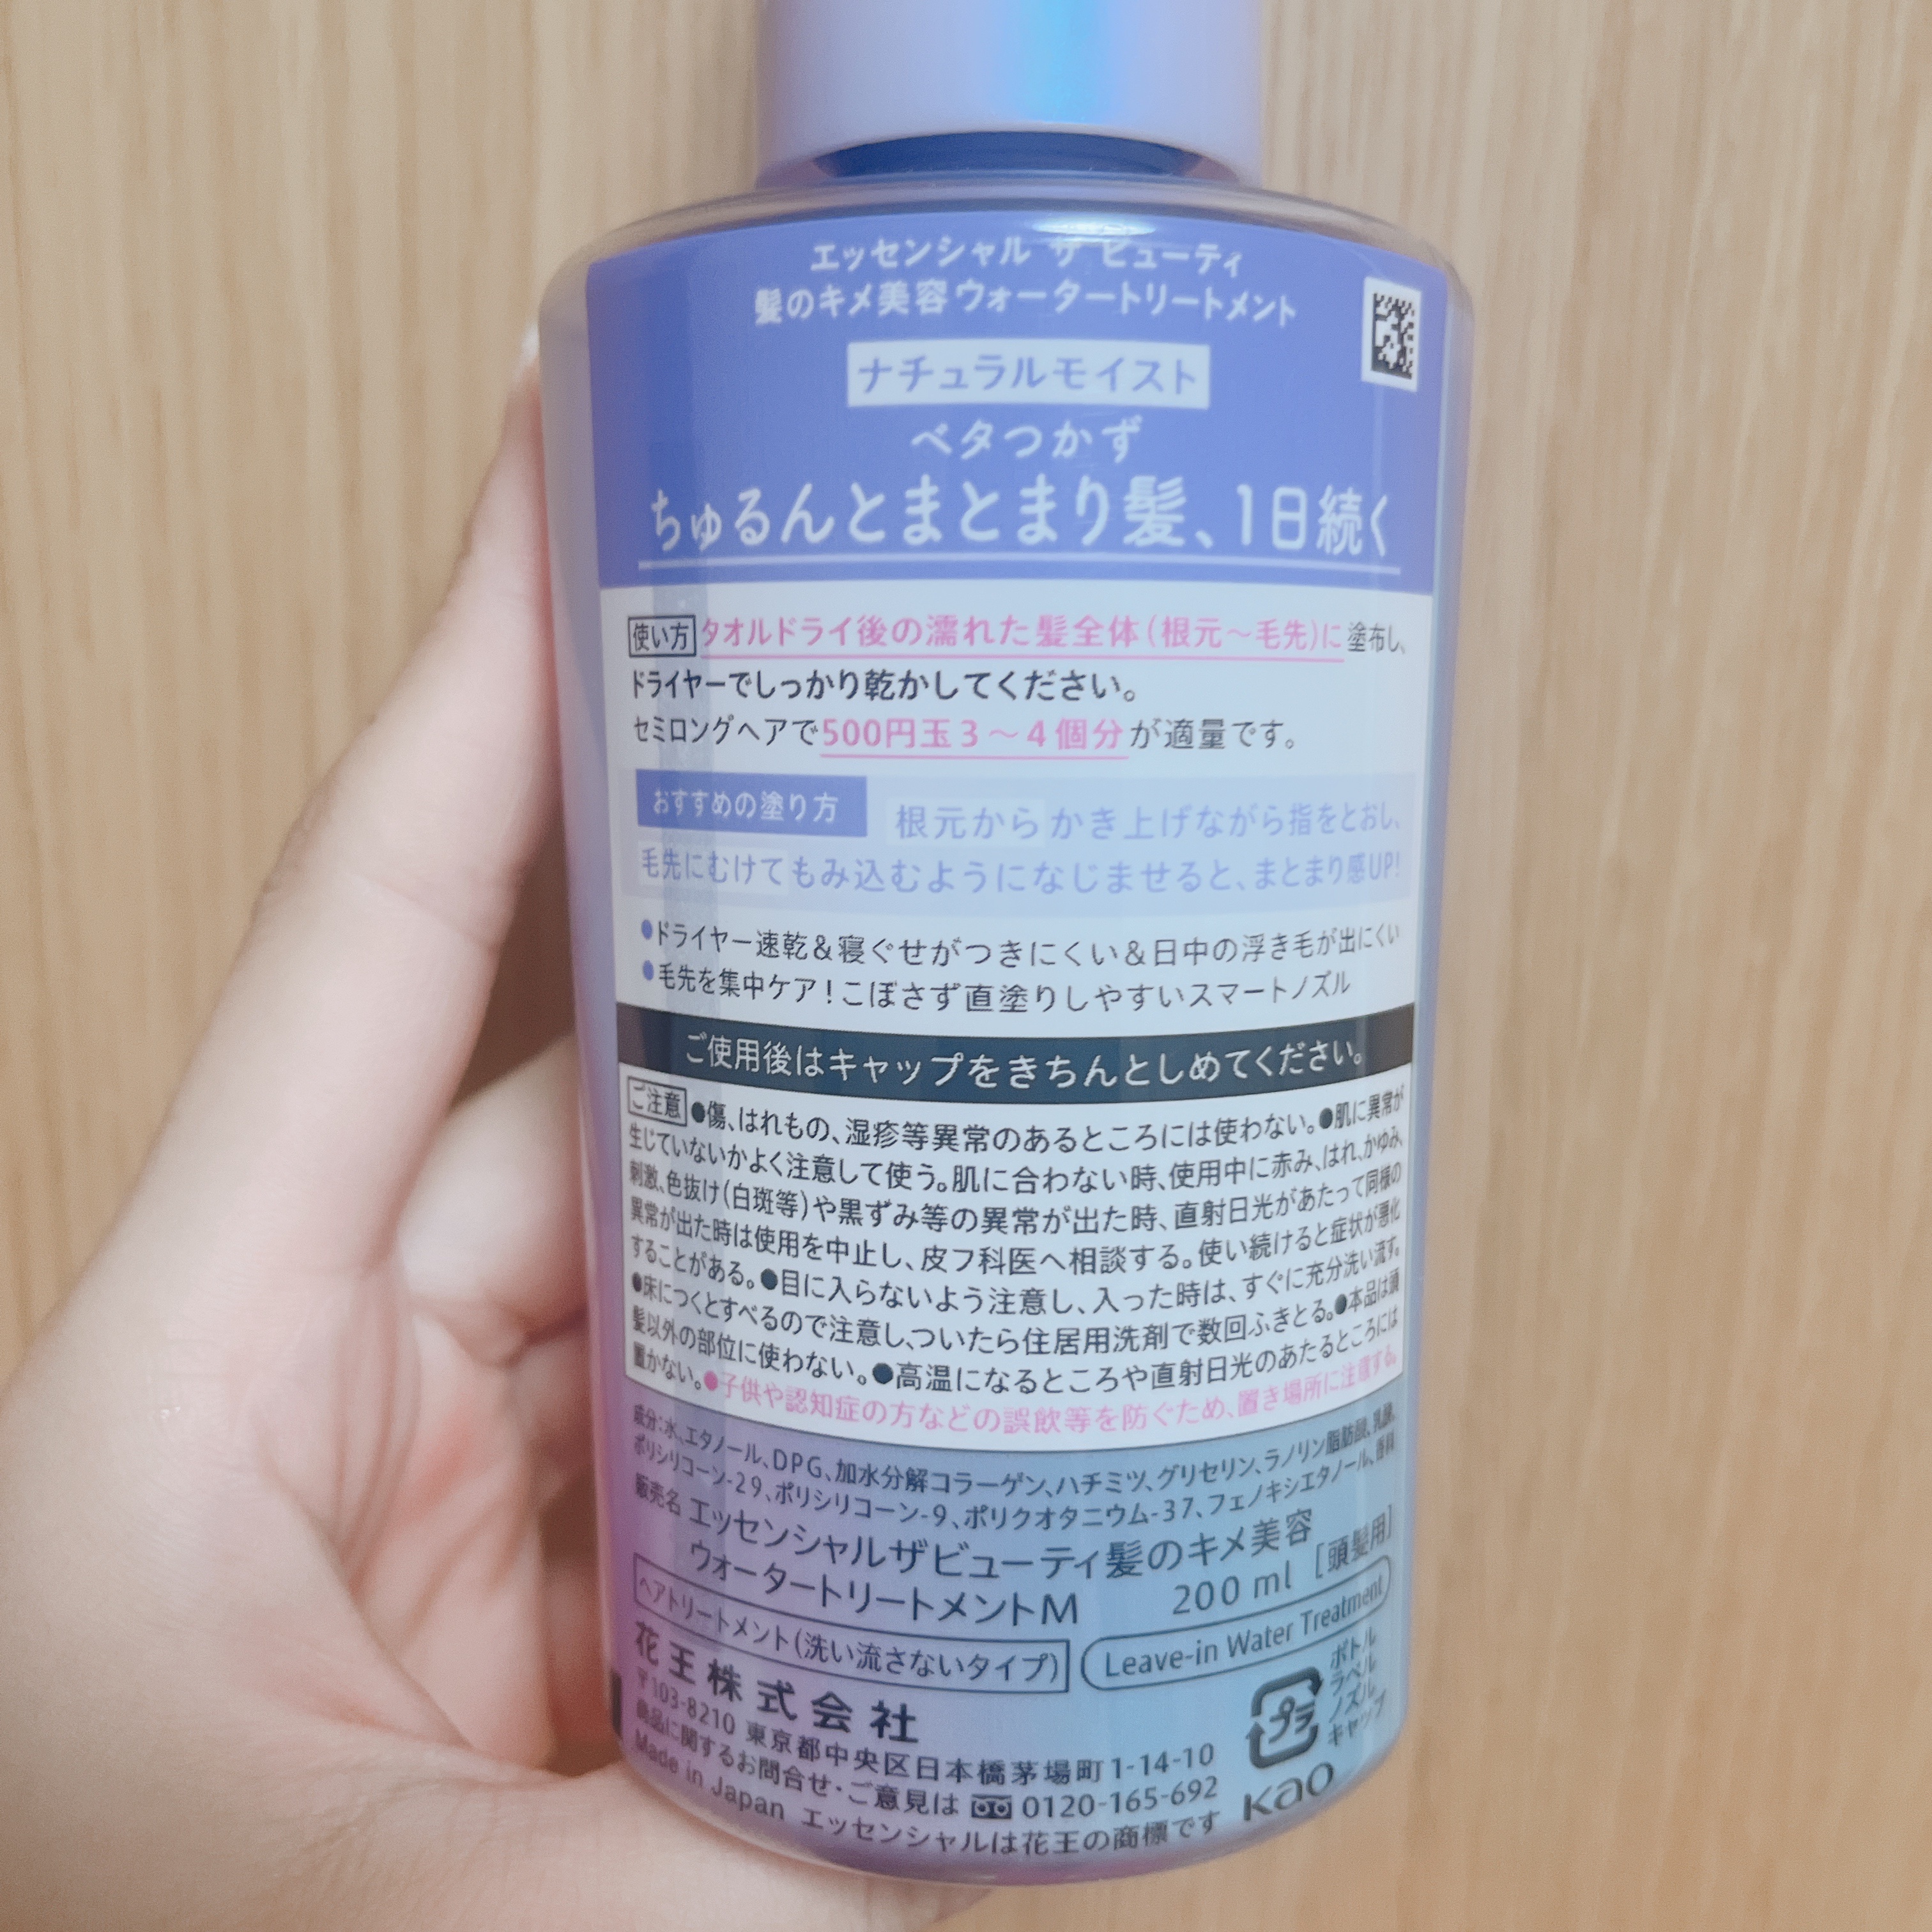 エッセンシャル ザ ビューティ
髪のキメ美容ウォータートリートメント
ナチュラルモイスト
ベタつかず
ちゅるんとまとまり髪、1日続く
使い方 タオルドライ後の濡れた髪全体(根元〜毛先)に塗布し、
ドライヤーでしっかり乾かしてください。
セミロングヘアで500円玉3〜4個分が適量です。
おすすめの塗り方 根元からかき上げながら指をとおし、
毛先にむけてもみ込むようになじませると、まとまり感UP!
●ドライヤー速乾&寝ぐせがつきにくい&日中の浮き毛が出にくい
●毛先を集中ケア!こぼさず直塗りしやすいスマートノズル
ご使用後はキャップをきちんとしめてください。
ご注意 ●傷、はれもの、湿疹等異常のあるところには使わない。●肌に異常が
生じていないかよく注意して使う。肌に合わない時、使用中に赤み、はれ、かゆみ、
刺激、色抜け(白斑等)や黒ずみ等の異常が出た時、直射日光があたって同様の
異常が出た時は使用を中止し、皮フ科医へ相談する。使い続けると症状が悪化
することがある。●目に入らないよう注意し、入った時は、すぐに充分洗い流す。
●床につくとすべるので注意し、ついたら住居用洗剤で数回ふきとる。●本品は頭
髪以外の部位に使わない。●高温になるところや直射日光のあたるところには
置かない。●子供や認知症の方などの誤飲等を防ぐため、置き場所に注意する。
成分:水、エタノール、DPG、加水分解コラーゲン、ハチミツ、グリセリン、ラノリン脂肪酸、乳酸、
ポリシリコーン-29、ポリシリコーン-9、ポリクオタニウム-37、フェノキシエタノール、香料
販売名 エッセンシャルザビューティ髪のキメ美容
ウォータートリートメントM 200 ml [頭髪用]
ヘアトリートメント(洗い流さないタイプ) Leave-in Water Treatment
花王株式会社
〒103-8210 東京都中央区日本橋茅場町1-14-10
商品に関するお問合せ・ご意見は 0120-165-692
Made in Japan エッセンシャルは花王の商標です
プラ
ボトル
ラベル
ノズル
キャップ
Kao